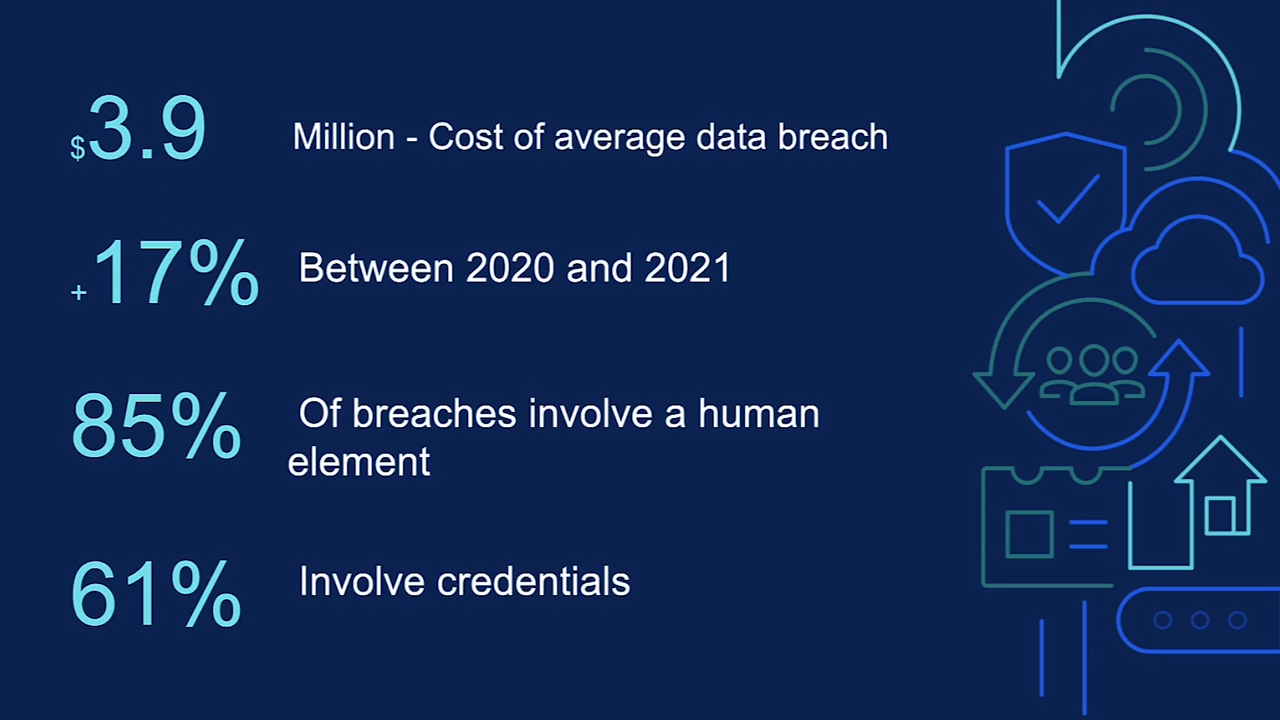 $3.9 Million - Cost of average data breach
+17% Between 2020 and 2021
85% Of breaches involve a human
element
61% Involve credentials